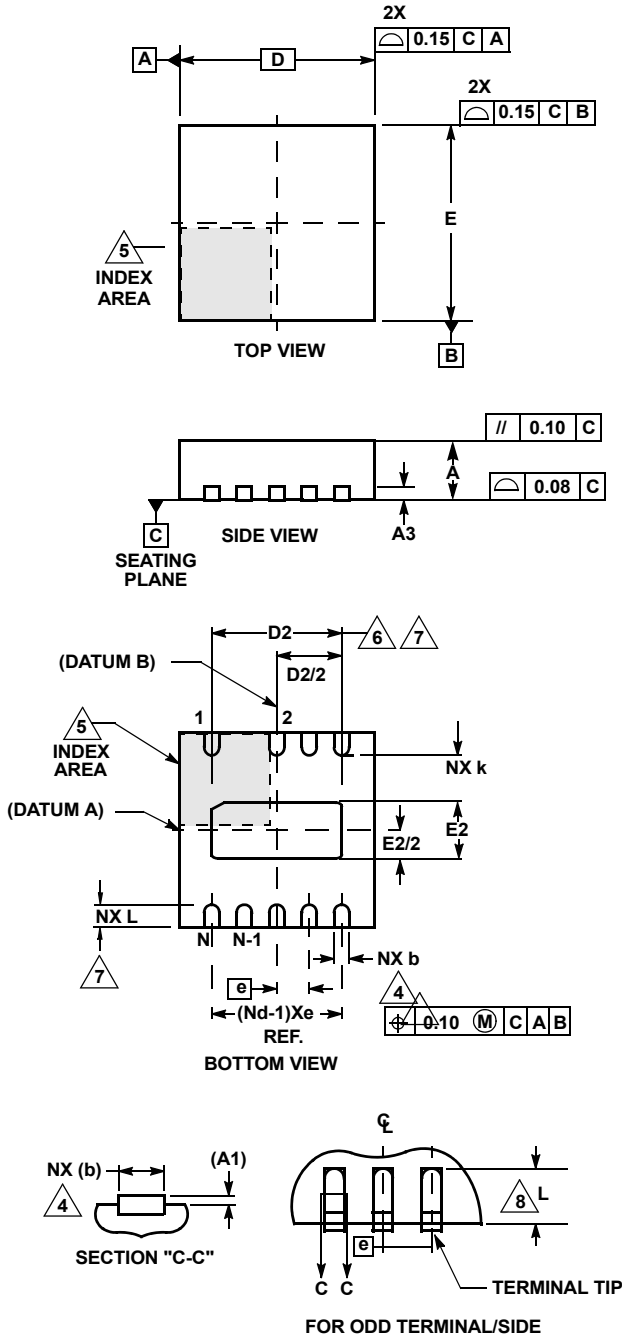 2X
⌓ 0.15 C A
A D
2X
⌓ 0.15 C B
E
5
INDEX
AREA
TOP VIEW
B
// 0.10 C
A
⌓ 0.08 C
A3
C
SIDE VIEW
SEATING
PLANE
D2
6 7
(DATUM B)
D2/2
1 2
5
INDEX
AREA
NX k
(DATUM A)
E2
E2/2
NX L
N N-1
7
NX b
e
4
(Nd-1)Xe
REF.
⌖ 0.10 Ⓜ C A B
BOTTOM VIEW
NX (b)
(A1)
4
SECTION "C-C"
℄
8 L
e
C C
TERMINAL TIP
FOR ODD TERMINAL/SIDE